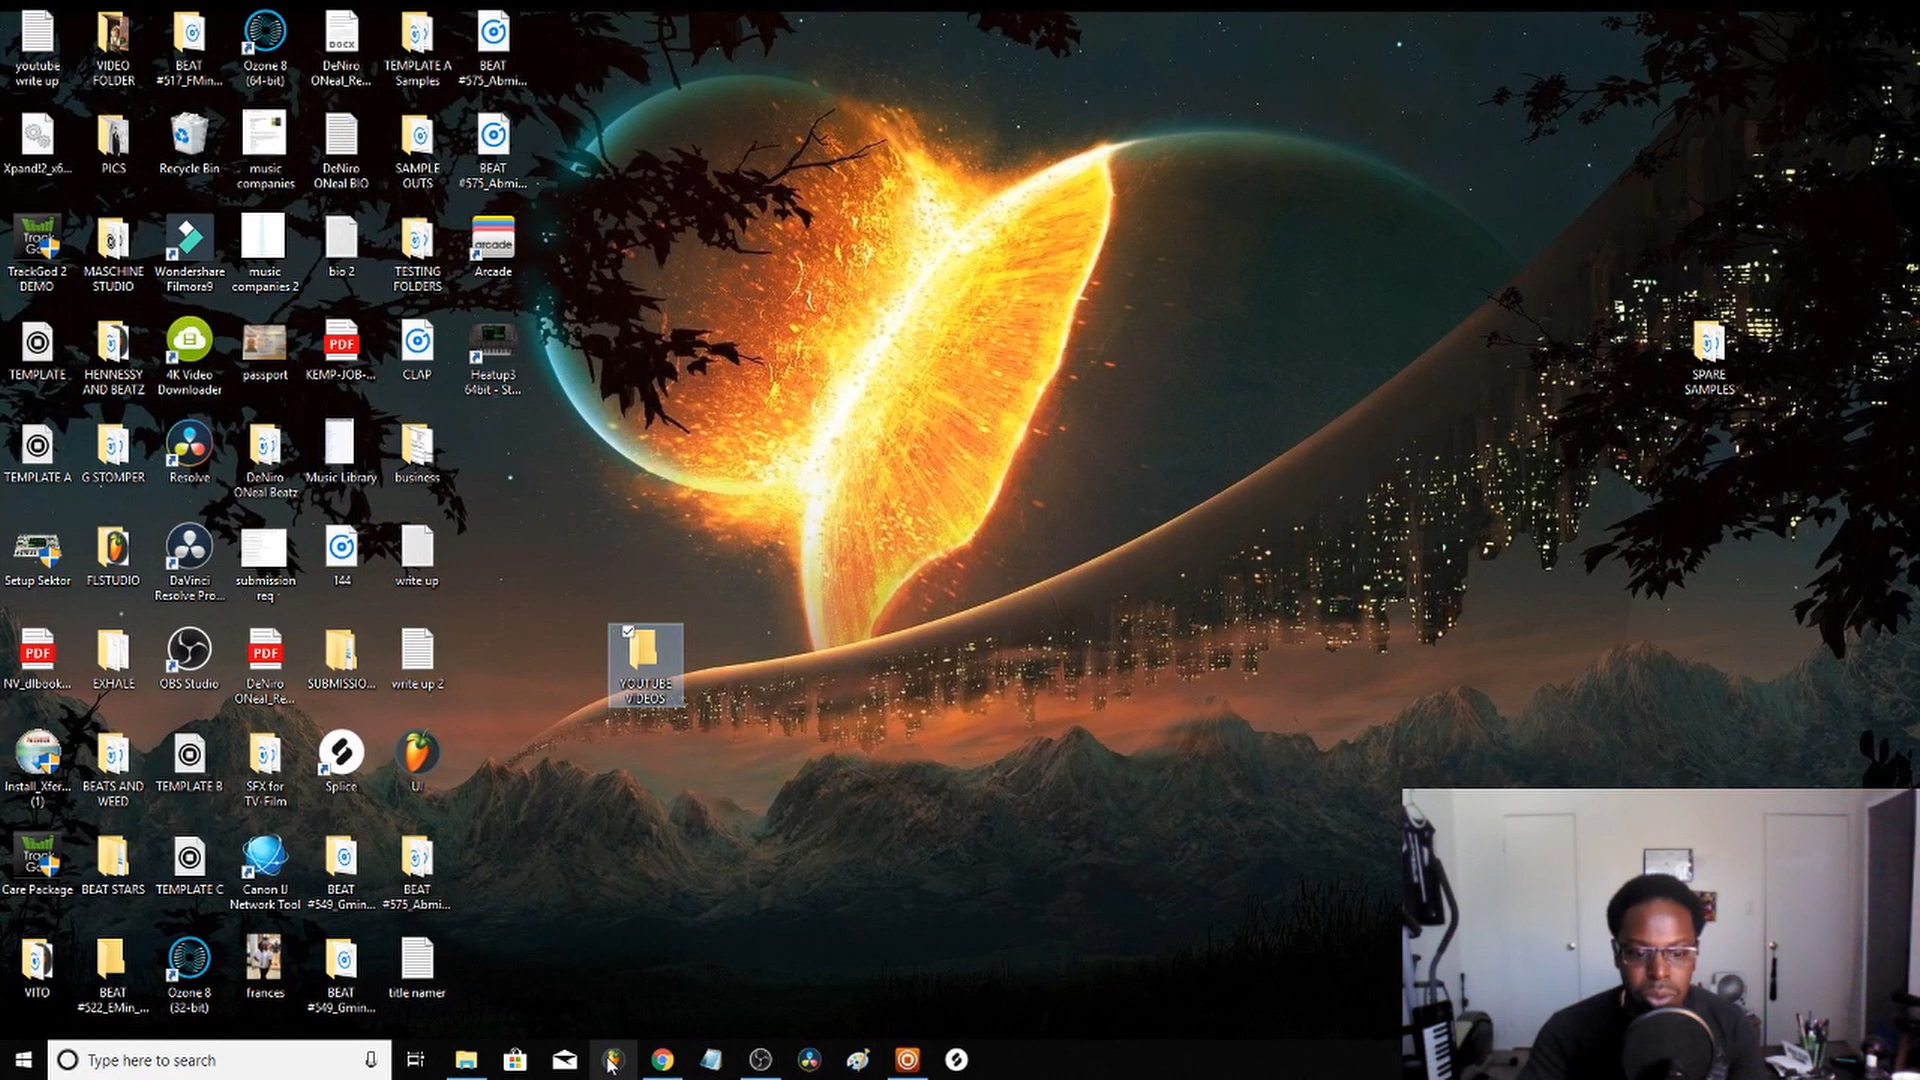 youtube
write up
VIDEO
FOLDER
BEAT
#517_FMin...
Ozone 8
(64-bit)
DOCX
DeNiro
ONeal_Re...
TEMPLATE A
Samples
BEAT
#575_Abmi...
Xpand!2_x6...
PICS
Recycle Bin
music
companies
DeNiro
ONeal BIO
SAMPLE
OUTS
BEAT
#575_Abmi...
TrackGod 2
DEMO
MASCHINE
STUDIO
Wondershare
Filmora9
music
companies 2
bio 2
TESTING
FOLDERS
arcade
Arcade
TEMPLATE
HENNESSY
AND BEATZ
4K Video
Downloader
passport
PDF
KEMP-JOB-...
CLAP
Heatup3
64bit - St...
SPARE
SAMPLES
TEMPLATE A
G STOMPER
Resolve
DeNiro
ONeal Beatz
Music Library
business
Setup Sektor
FLSTUDIO
DaVinci
Resolve Pro...
submission
req
144
write up
PDF
NV_dlbook...
EXHALE
OBS Studio
PDF
DeNiro
ONeal_Re...
SUBMISSIO...
write up 2
YOUTUBE
VIDEOS
Install_Xfer...
(1)
BEATS AND
WEED
TEMPLATE B
SFX for
TV-Film
Splice
UI
Care Package
BEAT STARS
TEMPLATE C
Canon IJ
Network Tool
BEAT
#549_Gmin...
BEAT
#575_Abmi...
VITO
BEAT
#522_EMin_...
Ozone 8
(32-bit)
frances
BEAT
#549_Gmin...
title namer
Type here to search